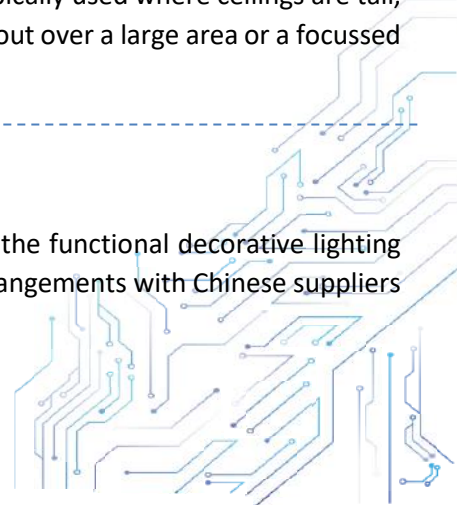 pically used where ceilings are tall,
out over a large area or a focussed
the functional decorative lighting
angements with Chinese suppliers